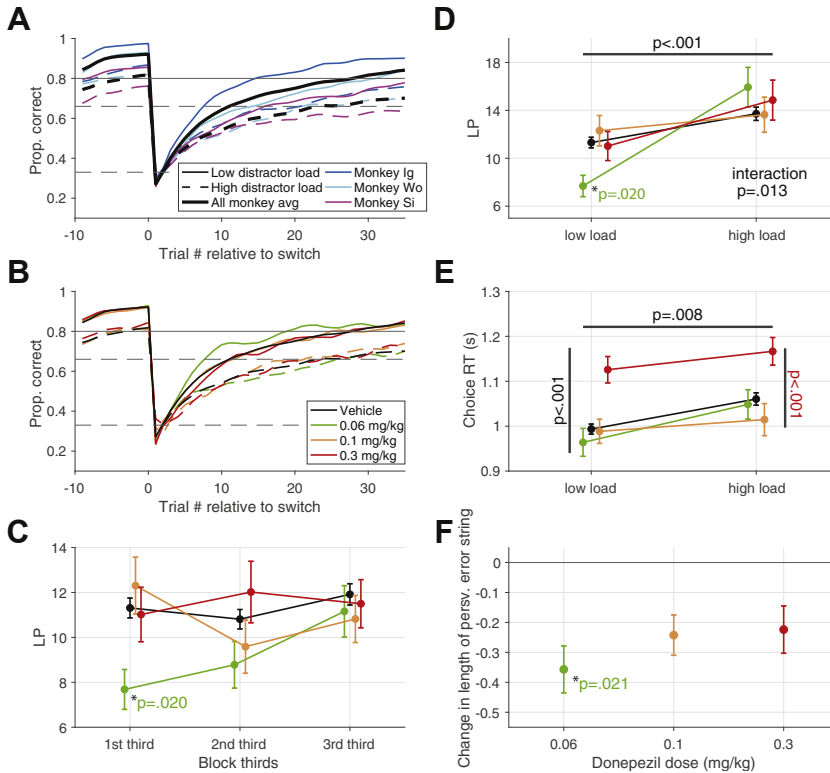 A
Prop. correct
1
0.8
0.6
0.4
0.2
Low distractor load
High distractor load
All monkey avg
Monkey Ig
Monkey Wo
Monkey Si
-10 0 10 20 30
Trial # relative to switch
B
Prop. correct
1
0.8
0.6
0.4
0.2
Vehicle
0.06 mg/kg
0.1 mg/kg
0.3 mg/kg
-10 0 10 20 30
Trial # relative to switch
C
LP
14
12
10
8
6
*p=.020
1st third 2nd third 3rd third
Block thirds
D
LP
18
14
10
6
p<.001
interaction
p=.013
*p=.020
low load high load
E
Choice RT (s)
1.3
1.2
1.1
1
0.9
p=.008
p<.001
p<.001
low load high load
F
Change in length of persv. error string
0
-0.1
-0.2
-0.3
-0.4
-0.5
*p=.021
0.06 0.1 0.3
Donepezil dose (mg/kg)